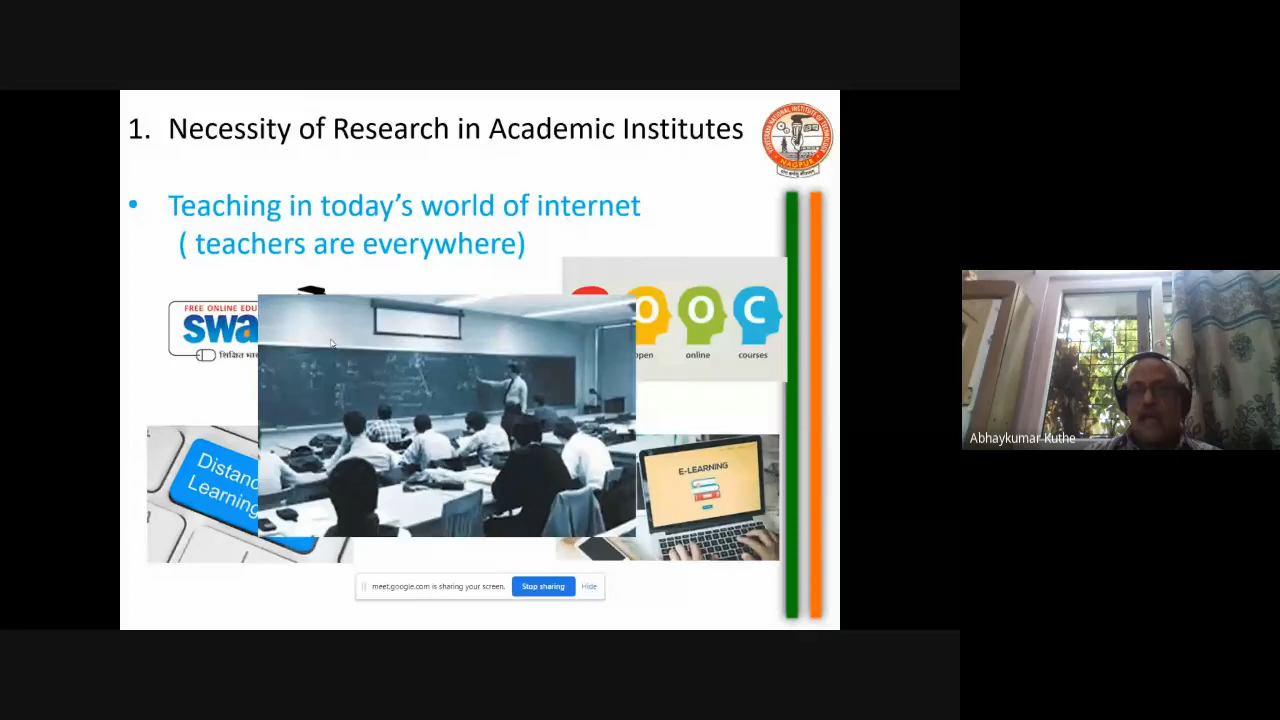 1. Necessity of Research in Academic Institutes
• Teaching in today's world of internet
( teachers are everywhere)
FREE ONLINE EDU
swa
शिक्षित भार
O O C
open online courses
Distanc
Learning
E-LEARNING
NAGPUR
meet.google.com is sharing your screen. Stop sharing Hide
Abhaykumar Kuthe